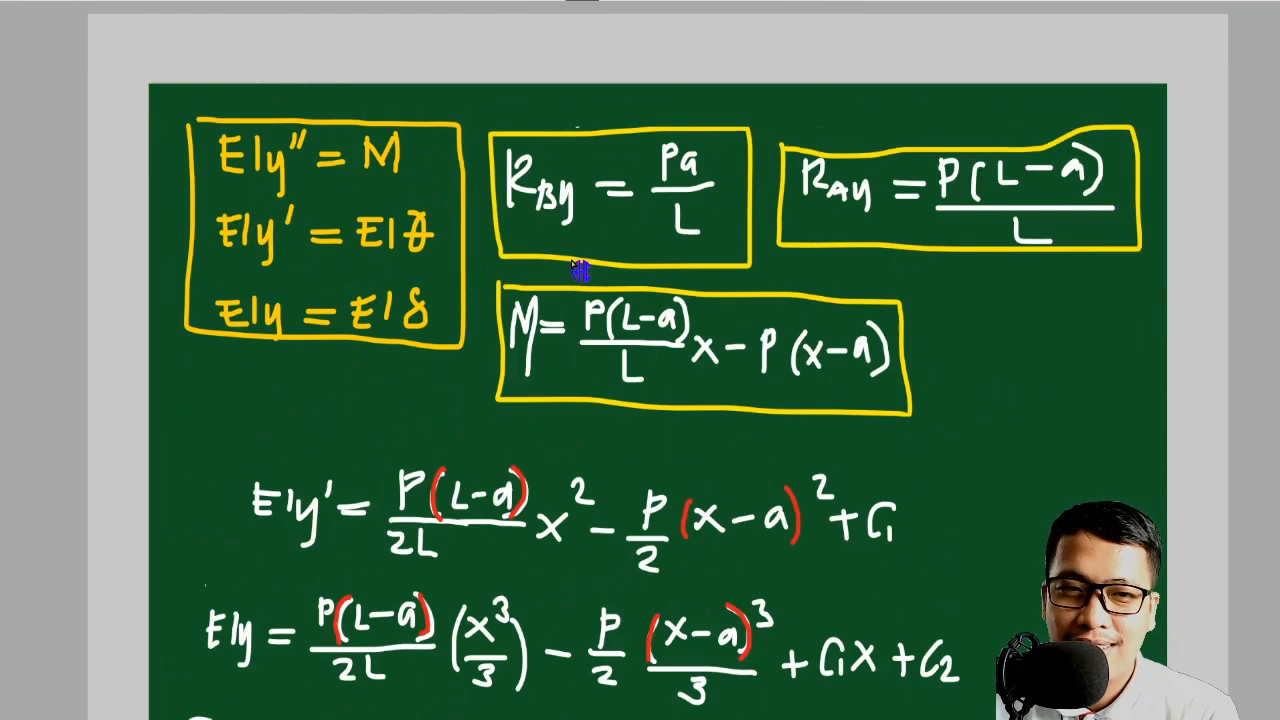 EIy'' = M
EIy' = EIθ
EIy = EIδ
R_By = Pa/L
R_Ay = P(L-a)/L
M = P(L-a)/L x - P(x-a)
EIy' = P(L-a)/2L x² - P/2 (x-a)² + C₁
EIy = P(L-a)/2L (x³/3) - P/2 (x-a)³/3 + C₁x + C₂